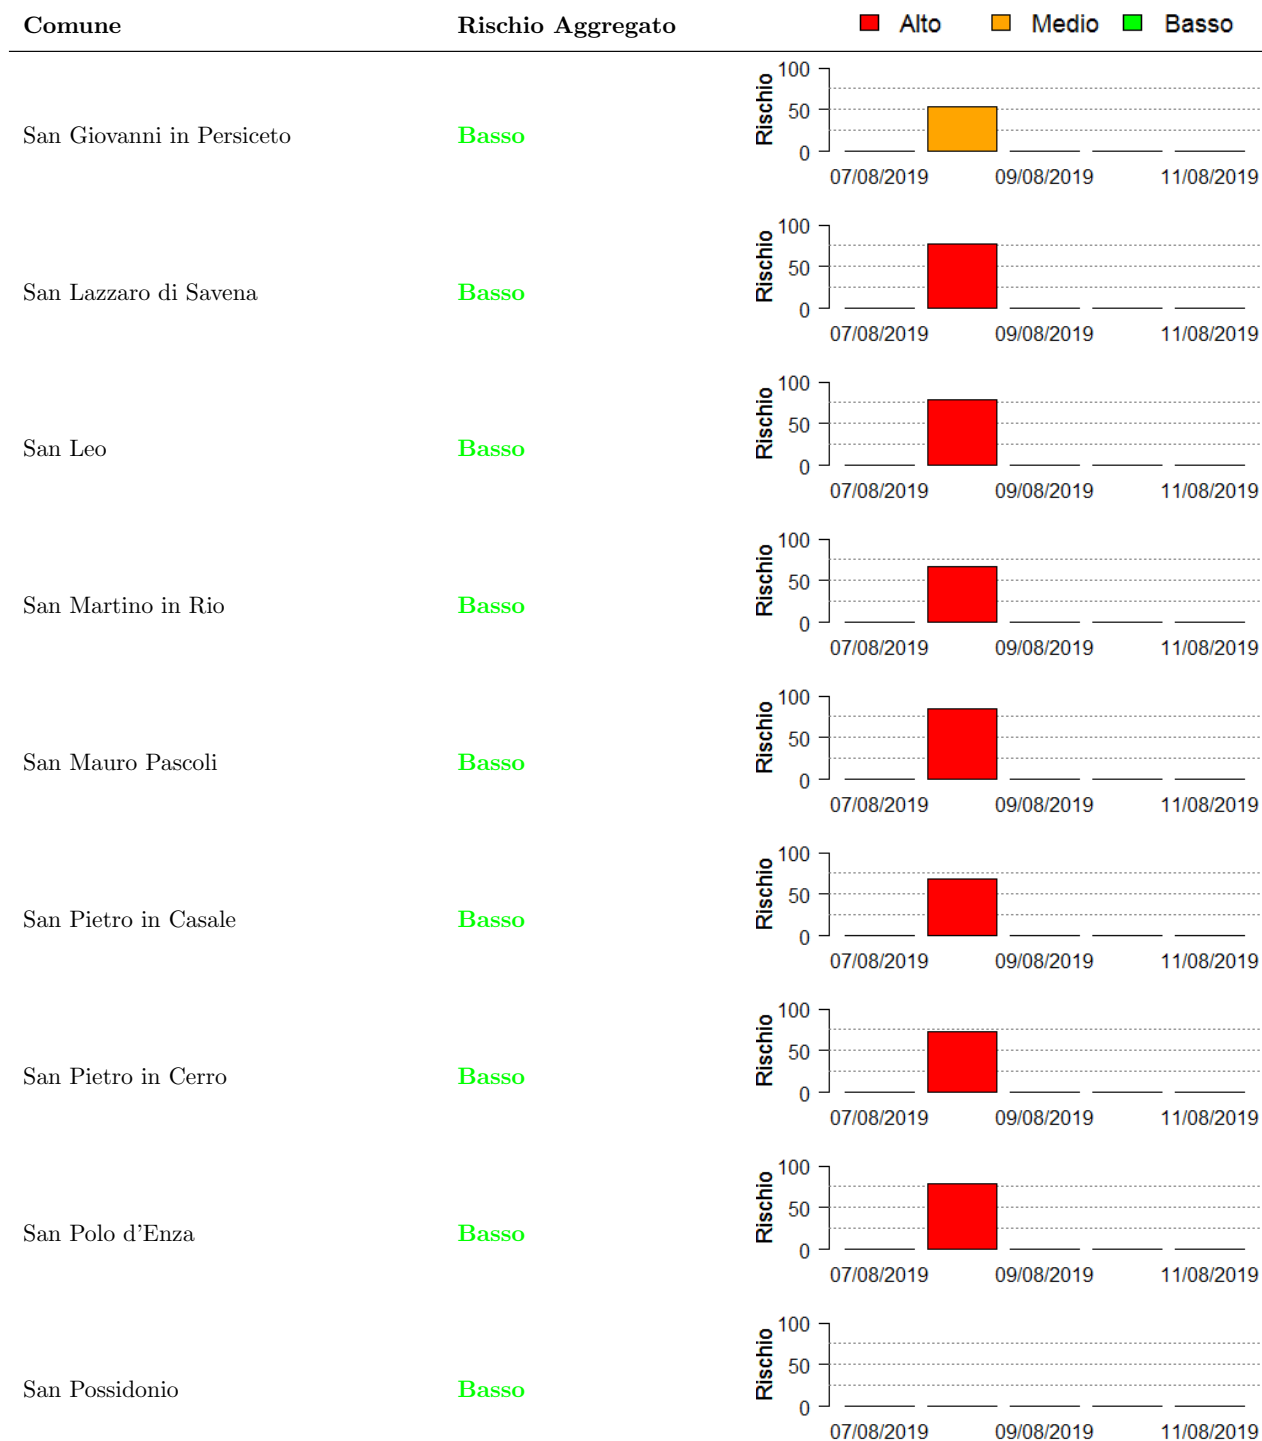 Comune Rischio Aggregato Alto Medio Basso
San Giovanni in Persiceto Basso
Rischio
100
50
0
07/08/2019 09/08/2019 11/08/2019
San Lazzaro di Savena Basso
Rischio
100
50
0
07/08/2019 09/08/2019 11/08/2019
San Leo Basso
Rischio
100
50
0
07/08/2019 09/08/2019 11/08/2019
San Martino in Rio Basso
Rischio
100
50
0
07/08/2019 09/08/2019 11/08/2019
San Mauro Pascoli Basso
Rischio
100
50
0
07/08/2019 09/08/2019 11/08/2019
San Pietro in Casale Basso
Rischio
100
50
0
07/08/2019 09/08/2019 11/08/2019
San Pietro in Cerro Basso
Rischio
100
50
0
07/08/2019 09/08/2019 11/08/2019
San Polo d'Enza Basso
Rischio
100
50
0
07/08/2019 09/08/2019 11/08/2019
San Possidonio Basso
Rischio
100
50
0
07/08/2019 09/08/2019 11/08/2019